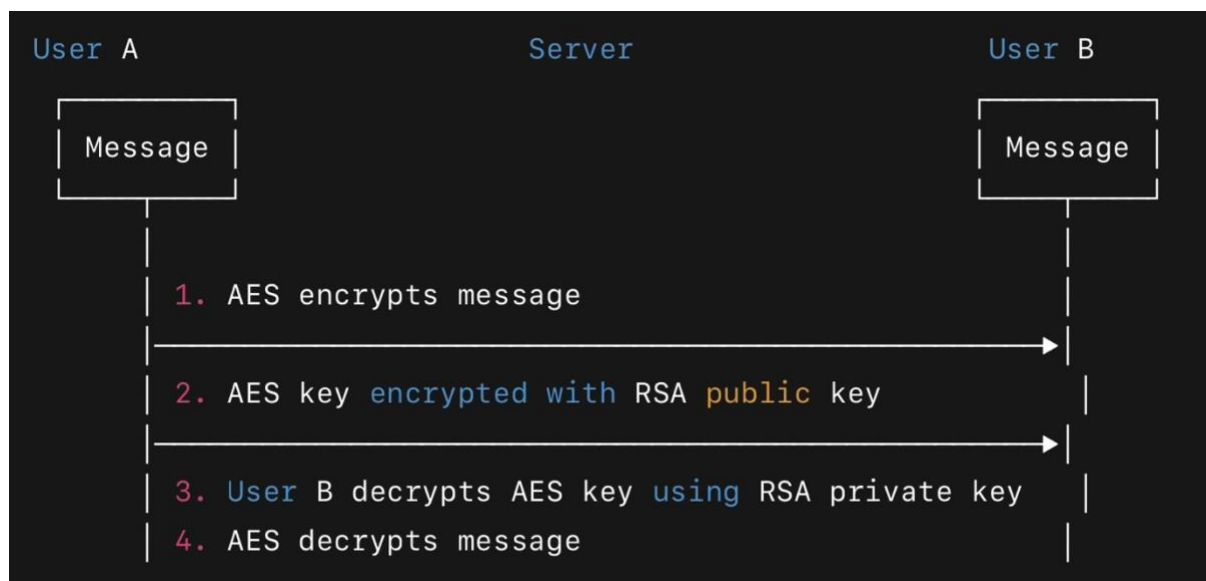 User A Server User B
Message Message
1. AES encrypts message
2. AES key encrypted with RSA public key
3. User B decrypts AES key using RSA private key
4. AES decrypts message